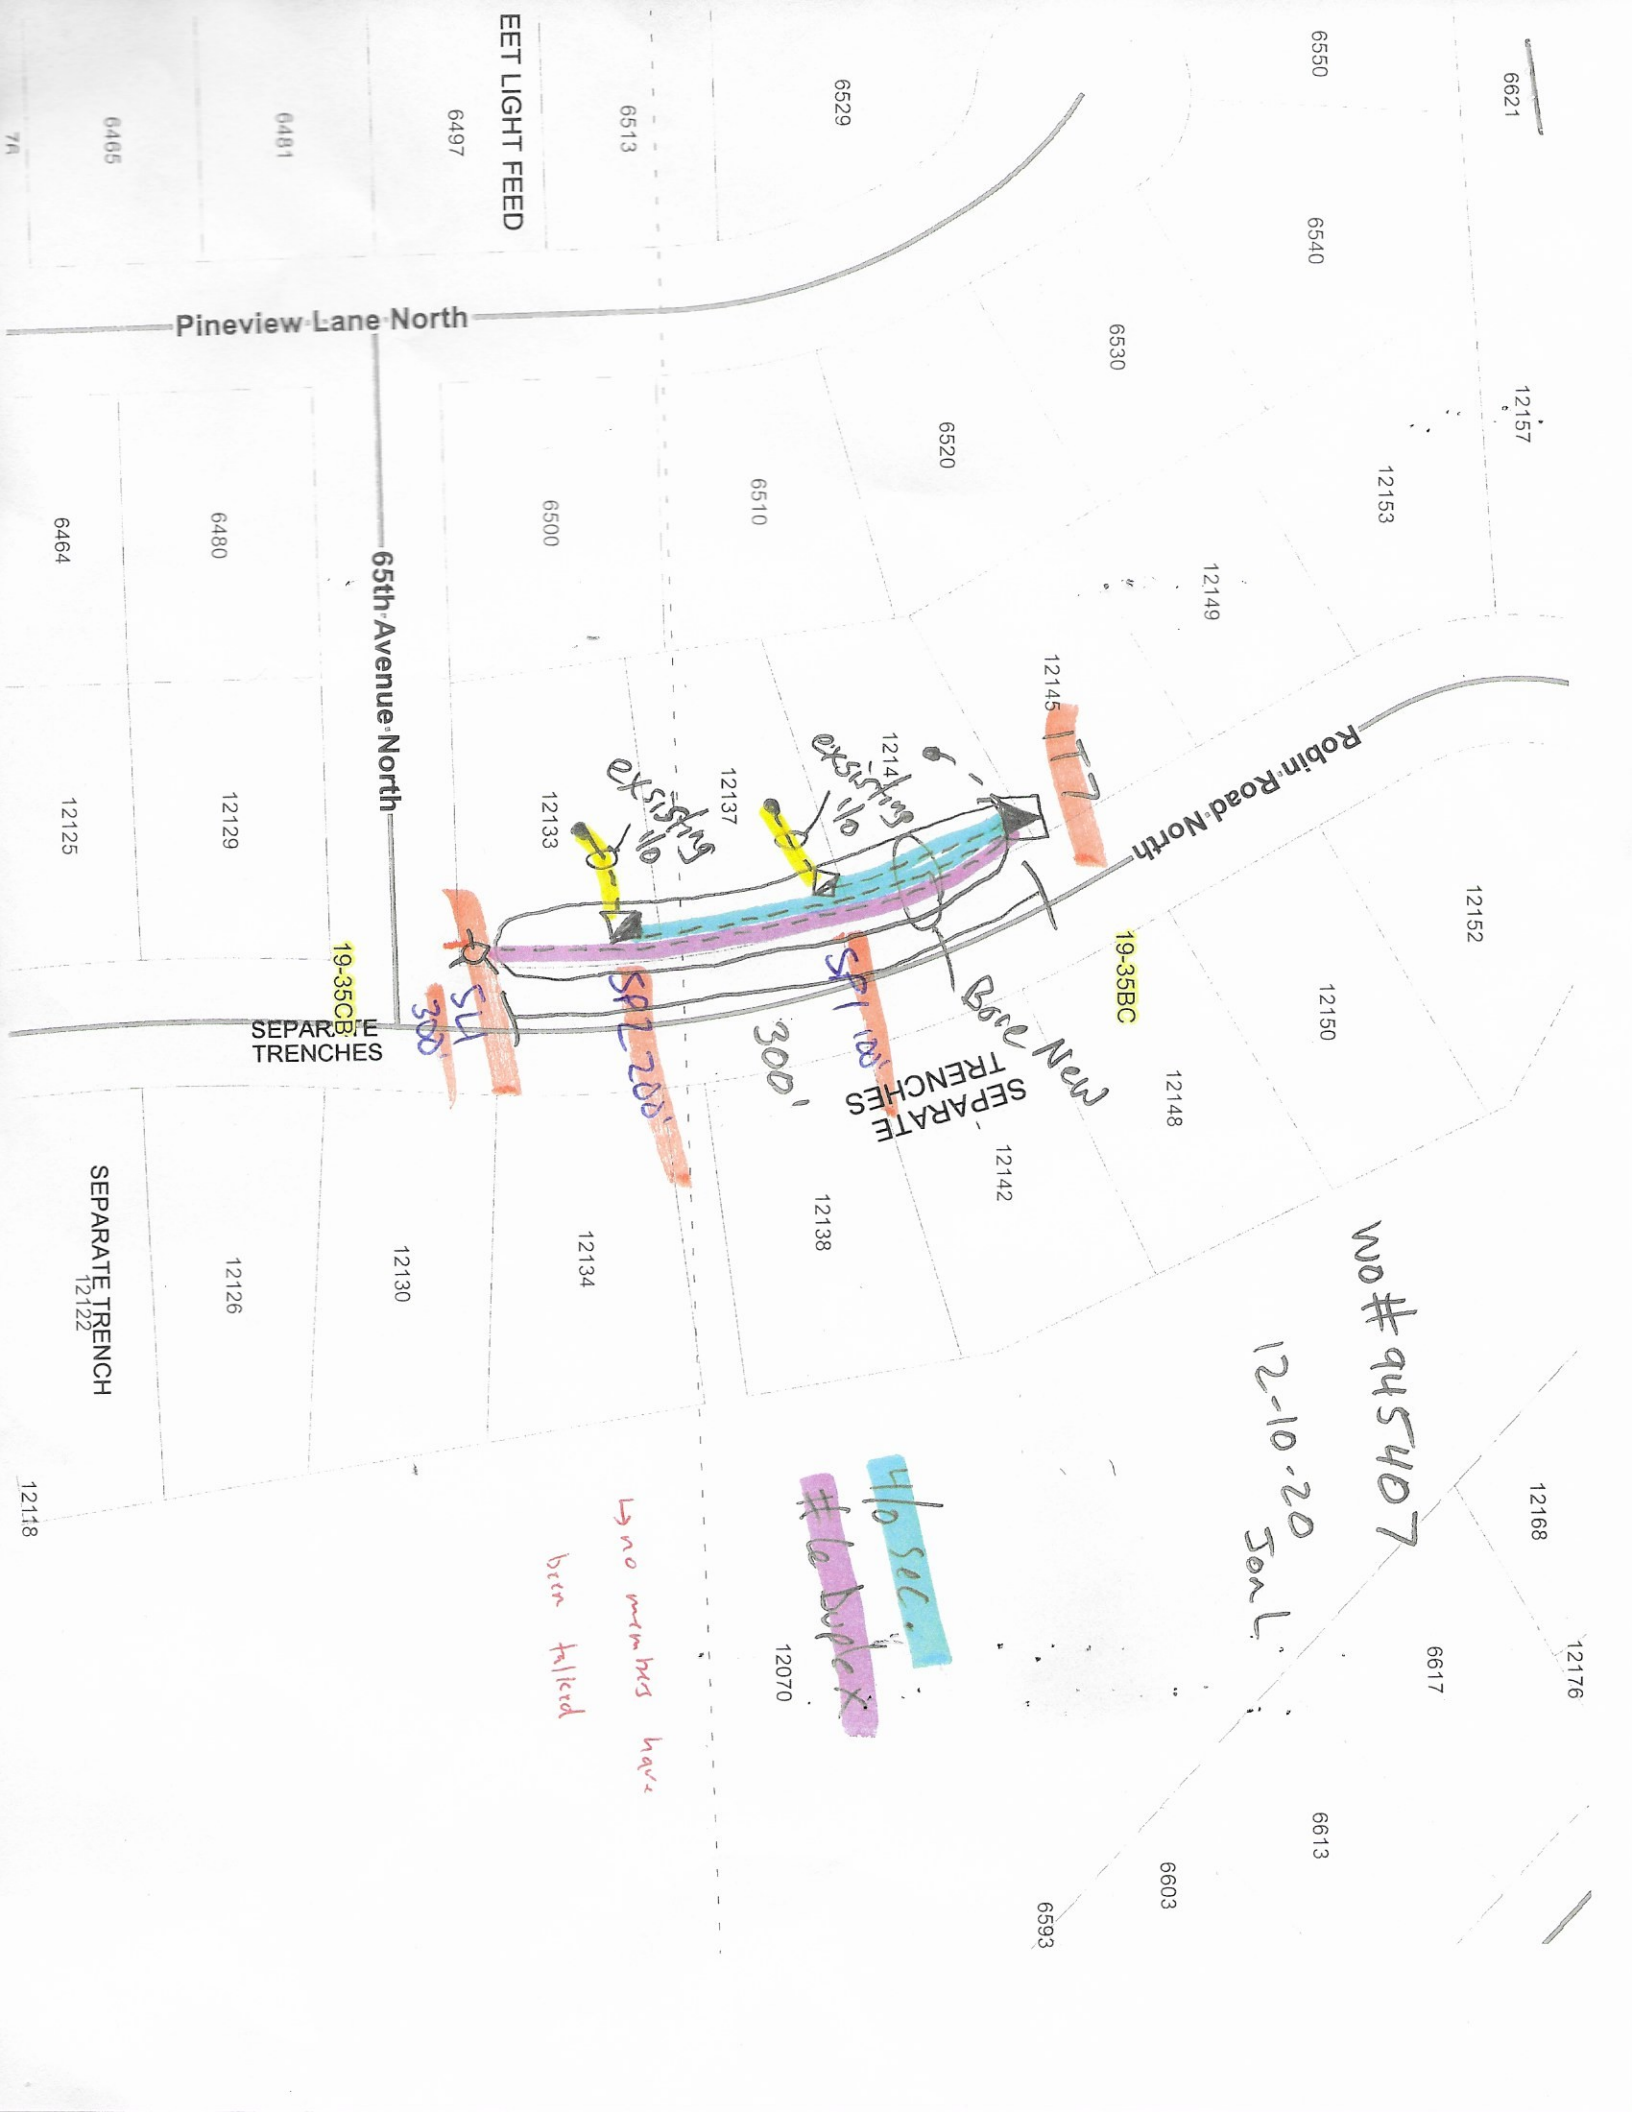 WO# 945407
12-10-20
Jon L.
4/0 sec.
#6 Duplex
↳ no members have
been talked
12176
12168
6617
6613
6603
6593
12070
6621
6550
6540
6529
6530
6520
12157
12153
12149
12145
1T7
Robin Road North
12152
12150
12148
19-35BC
Bore New
SEPARATE
TRENCHES
12142
12138
12134
12130
12126
SEPARATE TRENCH
12122
12118
EET LIGHT FEED
6513
6497
6481
6465
Pineview Lane North
6510
6500
6480
6464
65th Avenue North
1214
exsisting
1/0
12137
exsisting
1/0
12133
12129
12125
SP1 100'
300'
SP2 200'
SL1
300'
19-35CB
SEPARATE
TRENCHES